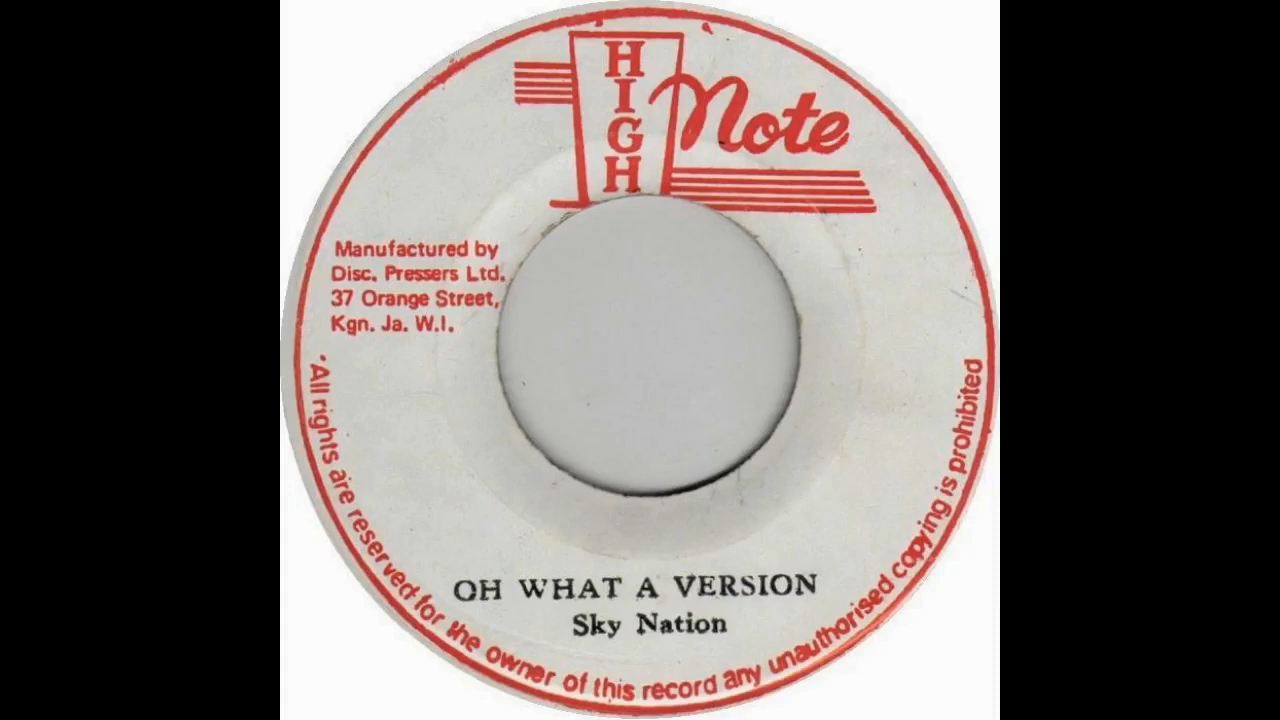 HIGH Note
Manufactured by
Disc. Pressers Ltd.
37 Orange Street,
Kgn. Ja. W.I.
All rights are reserved for the owner of this record any unauthorised copying is prohibited
OH WHAT A VERSION
Sky Nation